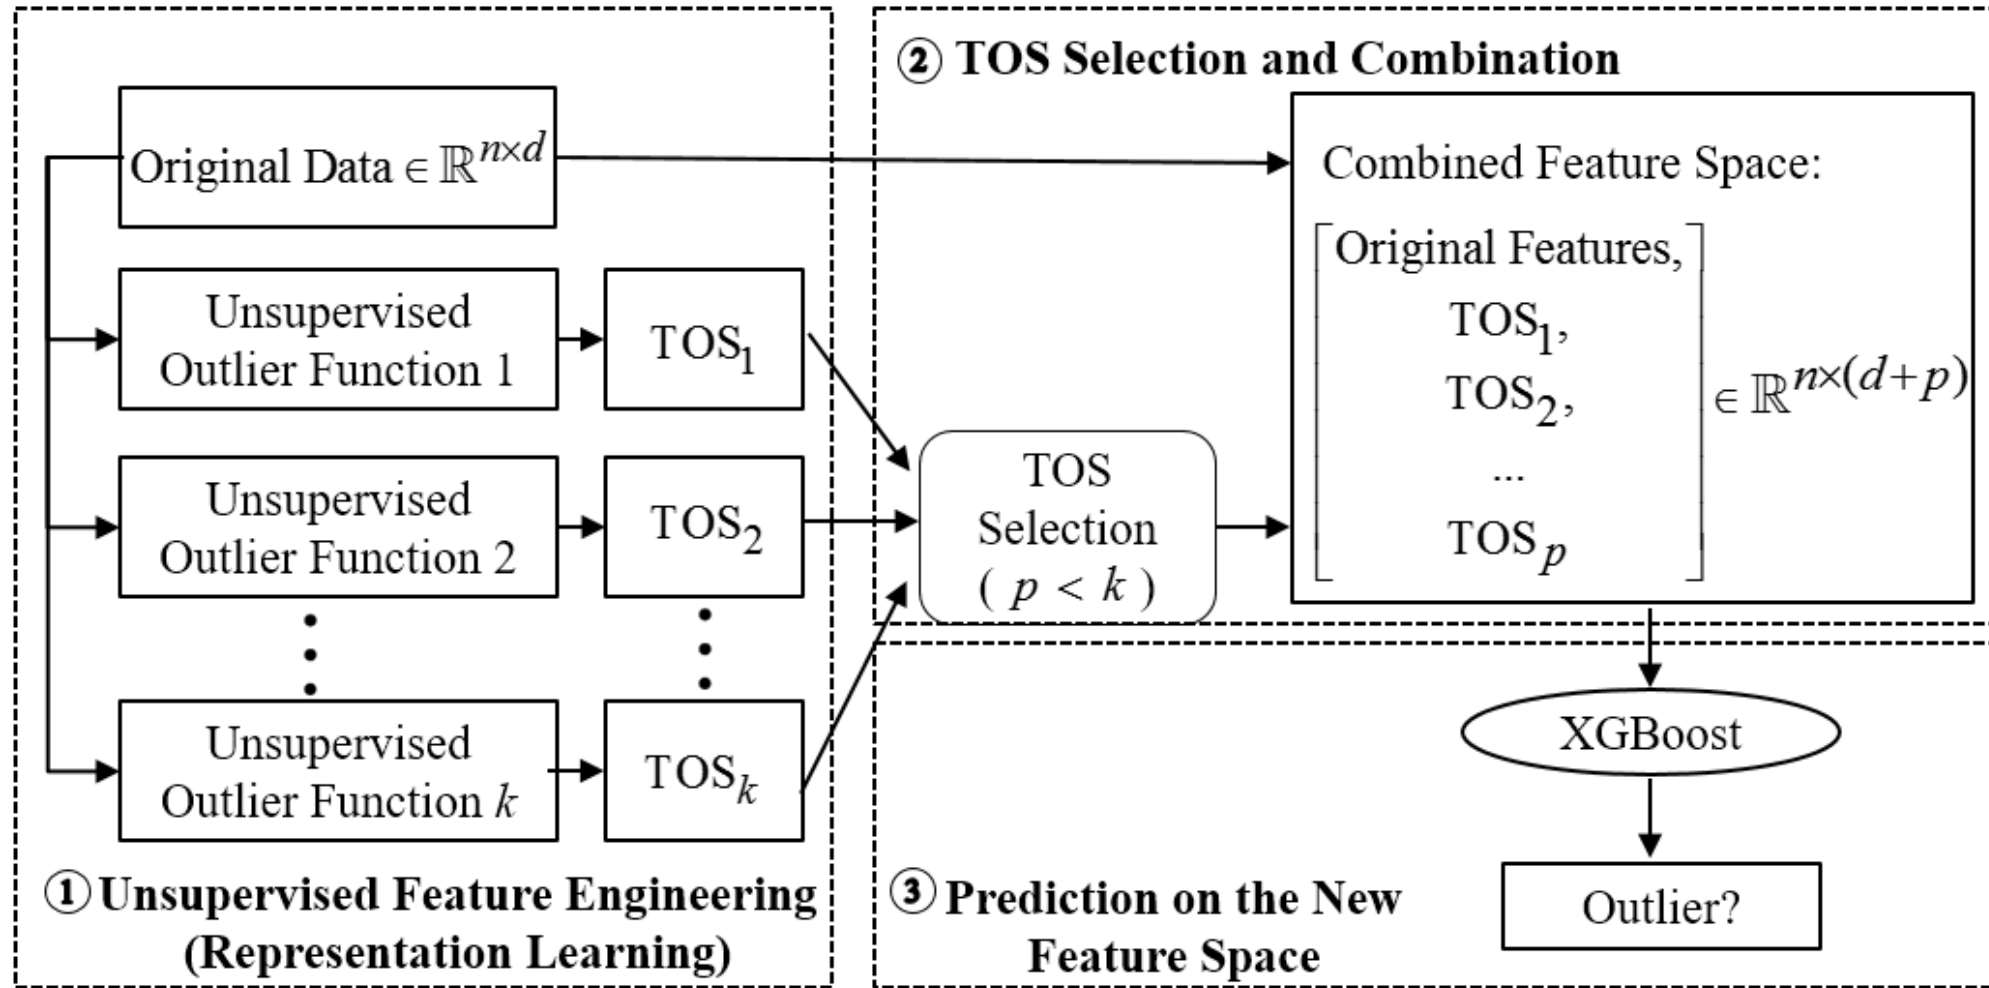 Original Data ∈ ℝ^{n×d}
Unsupervised
Outlier Function 1
TOS₁
Unsupervised
Outlier Function 2
TOS₂
Unsupervised
Outlier Function k
TOS_k
① Unsupervised Feature Engineering
(Representation Learning)
② TOS Selection and Combination
TOS
Selection
( p < k )
Combined Feature Space:
Original Features,
TOS₁,
TOS₂,
...
TOS_p
∈ ℝ^{n×(d+p)}
③ Prediction on the New
Feature Space
XGBoost
Outlier?